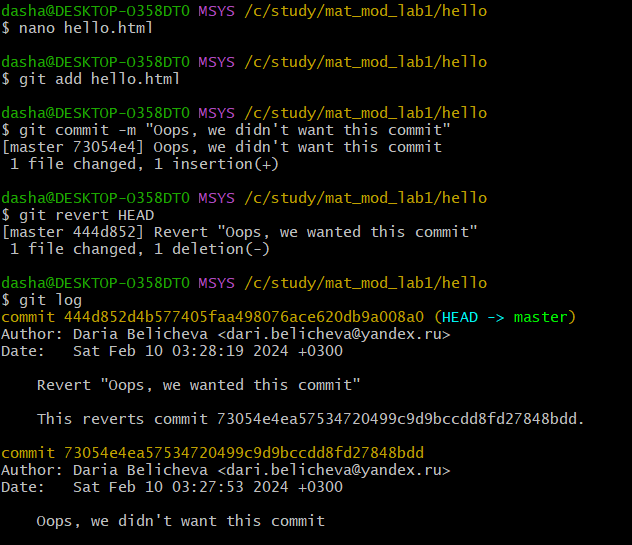 dasha@DESKTOP-O358DT0 MSYS /c/study/mat_mod_lab1/hello
$ nano hello.html
dasha@DESKTOP-O358DT0 MSYS /c/study/mat_mod_lab1/hello
$ git add hello.html
dasha@DESKTOP-O358DT0 MSYS /c/study/mat_mod_lab1/hello
$ git commit -m "Oops, we didn't want this commit"
[master 73054e4] Oops, we didn't want this commit
 1 file changed, 1 insertion(+)
dasha@DESKTOP-O358DT0 MSYS /c/study/mat_mod_lab1/hello
$ git revert HEAD
[master 444d852] Revert "Oops, we wanted this commit"
 1 file changed, 1 deletion(-)
dasha@DESKTOP-O358DT0 MSYS /c/study/mat_mod_lab1/hello
$ git log
commit 444d852d4b577405faa498076ace620db9a008a0 (HEAD -> master)
Author: Daria Belicheva <dari.belicheva@yandex.ru>
Date:   Sat Feb 10 03:28:19 2024 +0300
    Revert "Oops, we wanted this commit"
    This reverts commit 73054e4ea57534720499c9d9bccdd8fd27848bdd.
commit 73054e4ea57534720499c9d9bccdd8fd27848bdd
Author: Daria Belicheva <dari.belicheva@yandex.ru>
Date:   Sat Feb 10 03:27:53 2024 +0300
    Oops, we didn't want this commit